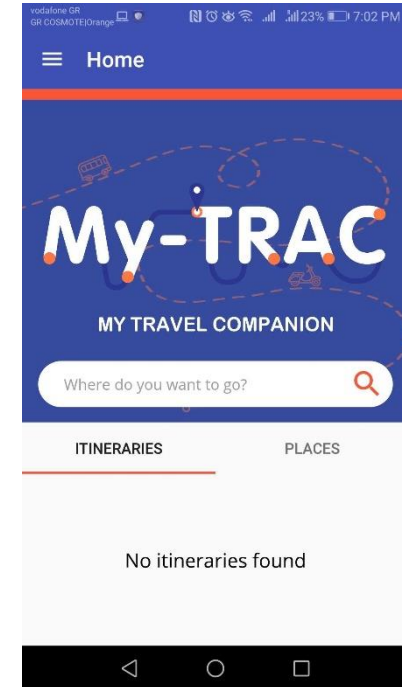 vodafone GR
GR COSMOTE|Orange
23% 7:02 PM
Home
My-TRAC
MY TRAVEL COMPANION
Where do you want to go?
ITINERARIES PLACES
No itineraries found